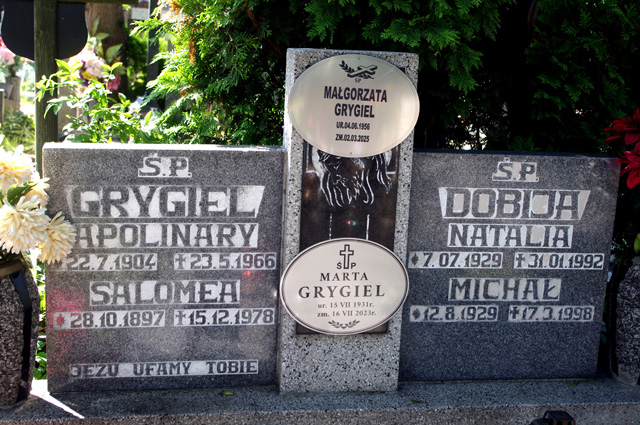 Ś.P.
GRYGIEL
APOLINARY
*22.7.1904 †23.5.1966
SALOMEA
*28.10.1897 †15.12.1978
JEZU UFAMY TOBIE
ŚP
MAŁGORZATA
GRYGIEL
UR.04.06.1956
ZM.02.03.2025
Ś P
MARTA
GRYGIEL
ur. 15 VII 1931r.
zm. 16 VII 2023r.
Ś.P.
DOBIJA
NATALIA
*7.07.1929 †31.01.1992
MICHAŁ
*12.8.1929 †17.3.1998